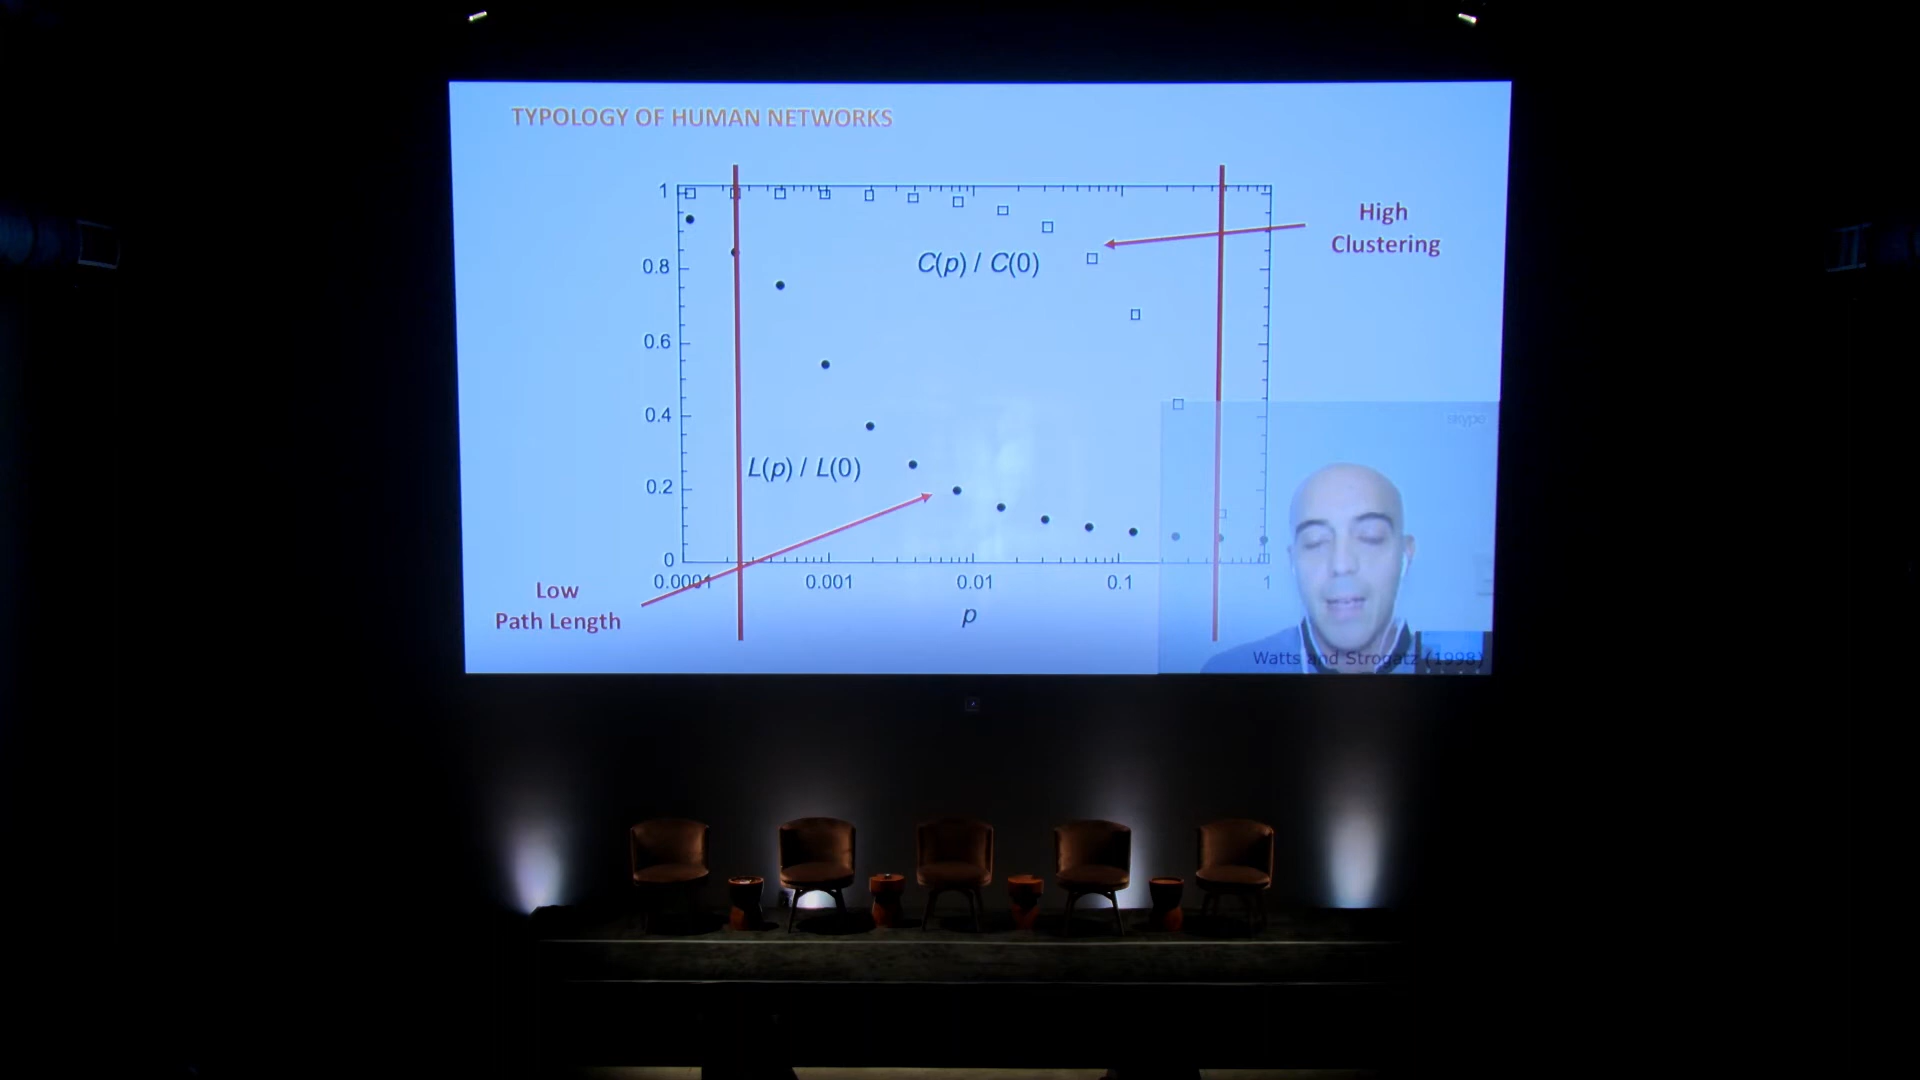 TYPOLOGY OF HUMAN NETWORKS
1
0.8
0.6
0.4
0.2
0
0.0001
0.001
0.01
0.1
1
p
C(p) / C(0)
L(p) / L(0)
High
Clustering
Low
Path Length
skype
Watts and Strogatz (1998)